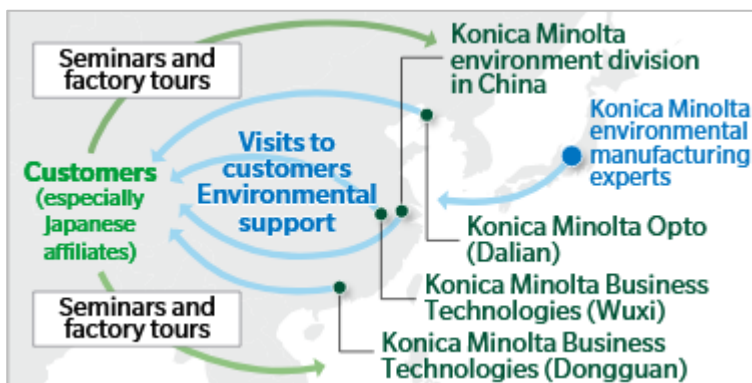 Seminars and
factory tours
Konica Minolta
environment division
in China
Konica Minolta
environmental
manufacturing
experts
Visits to
customers
Environmental
support
Customers
(especially
Japanese
affiliates)
Konica Minolta Opto
(Dalian)
Konica Minolta Business
Technologies (Wuxi)
Seminars and
factory tours
Konica Minolta Business
Technologies (Dongguan)